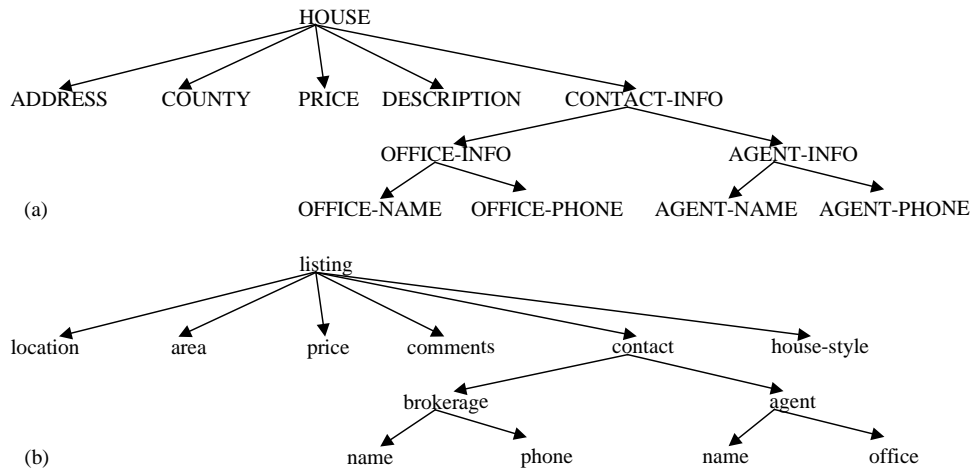 HOUSE
ADDRESS COUNTY PRICE DESCRIPTION CONTACT-INFO
OFFICE-INFO AGENT-INFO
(a) OFFICE-NAME OFFICE-PHONE AGENT-NAME AGENT-PHONE
listing
location area price comments contact house-style
brokerage agent
(b) name phone name office